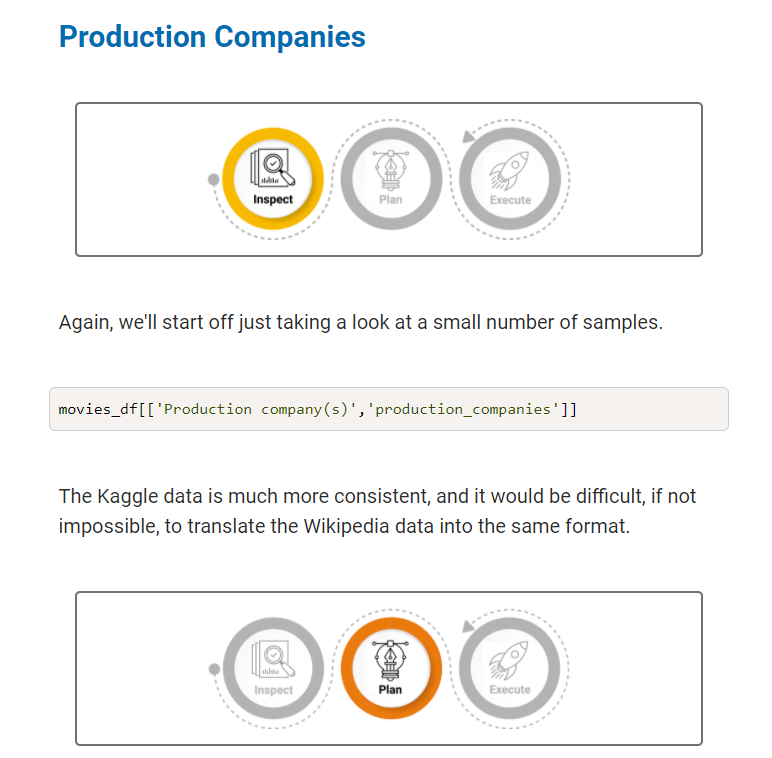 Production Companies
Inspect
Plan
Execute
Again, we'll start off just taking a look at a small number of samples.
movies_df[['Production company(s)','production_companies']]
The Kaggle data is much more consistent, and it would be difficult, if not
impossible, to translate the Wikipedia data into the same format.
Inspect
Plan
Execute